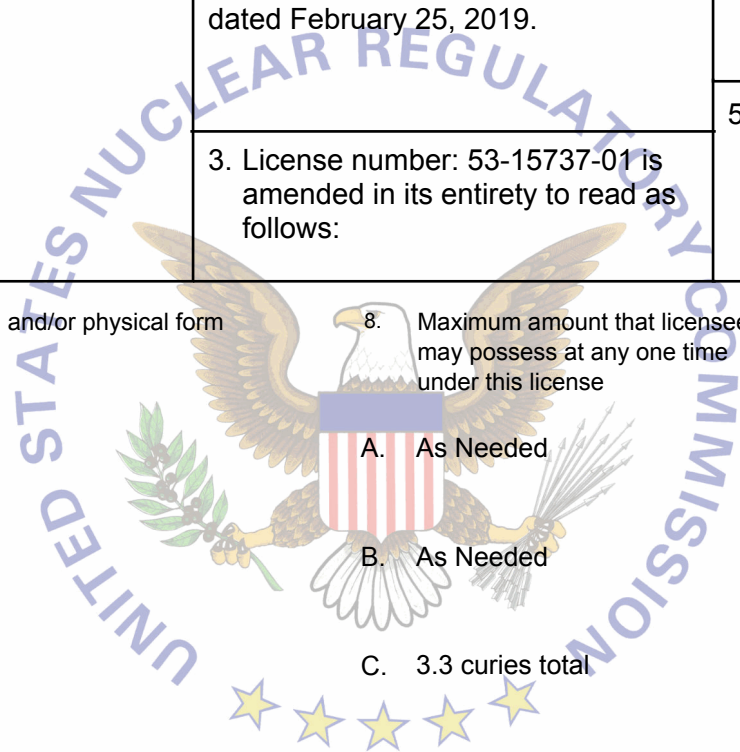 dated February 25, 2019.
5
3. License number: 53-15737-01 is
amended in its entirety to read as
follows:
and/or physical form
8. Maximum amount that licensee
may possess at any one time
under this license
A. As Needed
B. As Needed
C. 3.3 curies total
UNITED STATES NUCLEAR REGULATORY COMMISSION